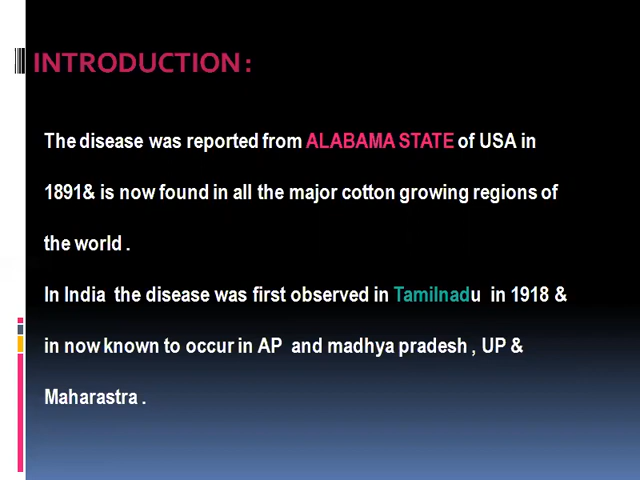 INTRODUCTION :
The disease was reported from ALABAMA STATE of USA in
1891& is now found in all the major cotton growing regions of
the world .
In India the disease was first observed in Tamilnadu in 1918 &
in now known to occur in AP and madhya pradesh , UP &
Maharastra .